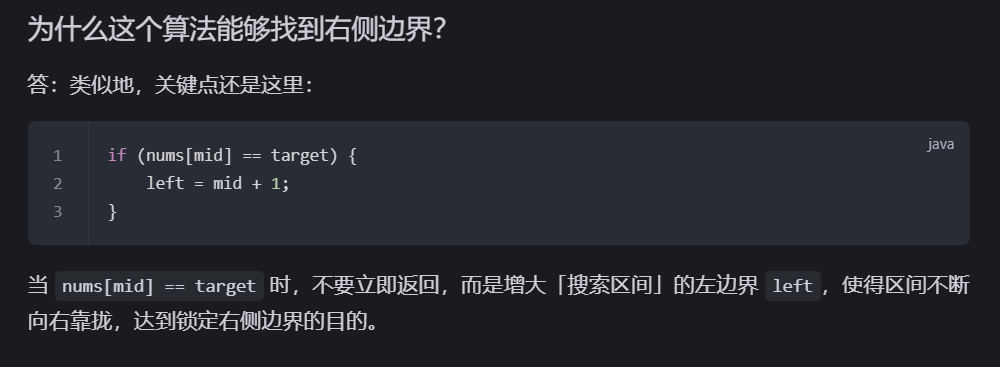 为什么这个算法能够找到右侧边界？
答：类似地，关键点还是这里：
java
1 if (nums[mid] == target) {
2     left = mid + 1;
3 }
当 nums[mid] == target 时，不要立即返回，而是增大「搜索区间」的左边界 left，使得区间不断
向右靠拢，达到锁定右侧边界的目的。